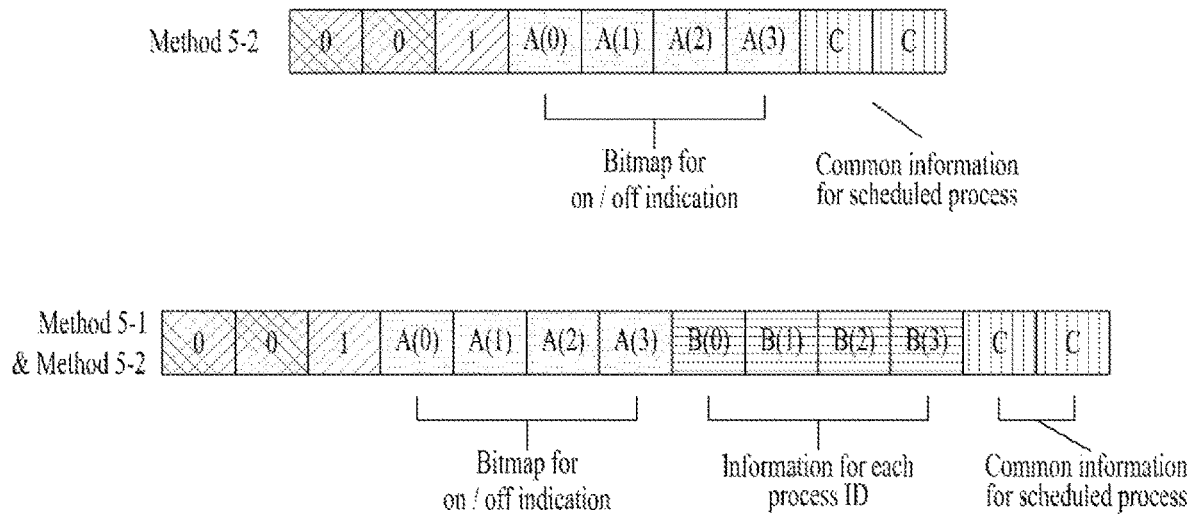 Method 5-2 0 0 1 A(0) A(1) A(2) A(3) C C
Bitmap for
on / off indication
Common information
for scheduled process
Method 5-1
& Method 5-2
0 0 1 A(0) A(1) A(2) A(3) B(0) B(1) B(2) B(3) C C
Bitmap for
on / off indication
Information for each
process ID
Common information
for scheduled process